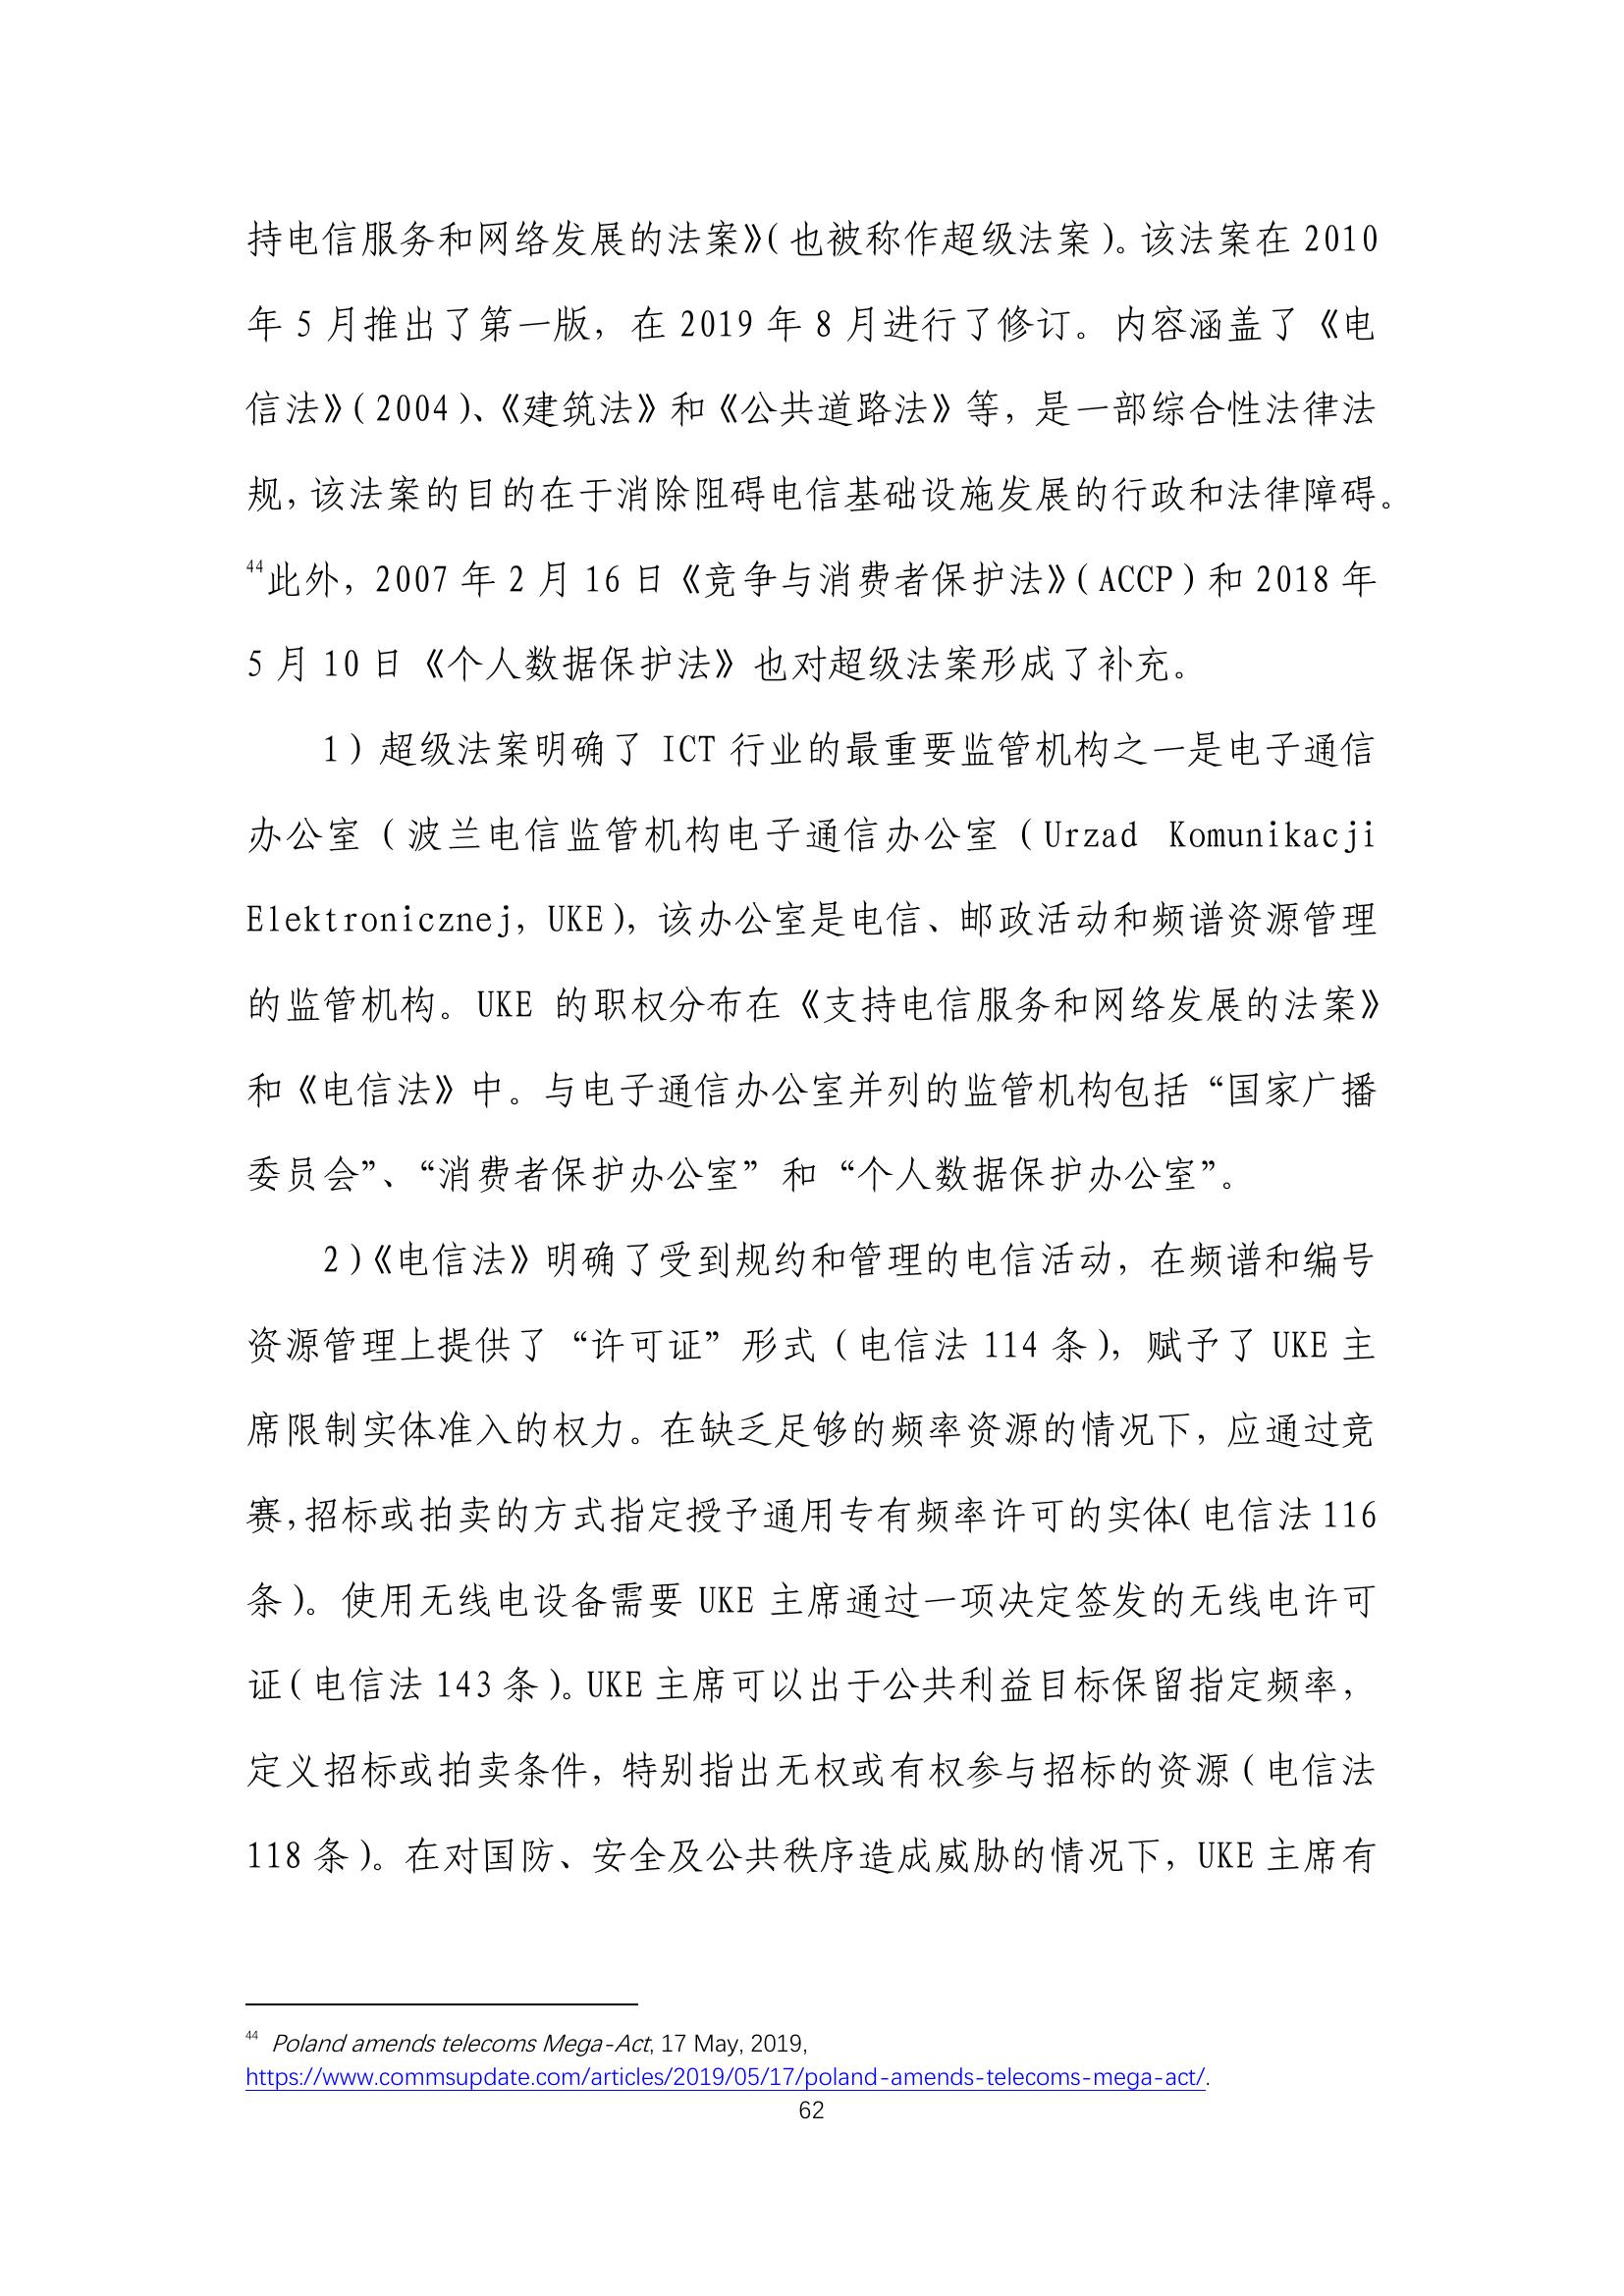 持电信服务和网络发展的法案》（也被称作超级法案）。该法案在 2010
年 5 月推出了第一版，在 2019 年 8 月进行了修订。内容涵盖了《电
信法》（2004）、《建筑法》和《公共道路法》等，是一部综合性法律法
规，该法案的目的在于消除阻碍电信基础设施发展的行政和法律障碍。
44此外，2007 年 2 月 16 日《竞争与消费者保护法》（ACCP）和 2018 年
5 月 10 日《个人数据保护法》也对超级法案形成了补充。
1）超级法案明确了 ICT 行业的最重要监管机构之一是电子通信
办公室（波兰电信监管机构电子通信办公室（Urzad Komunikacji
Elektronicznej，UKE），该办公室是电信、邮政活动和频谱资源管理
的监管机构。UKE 的职权分布在《支持电信服务和网络发展的法案》
和《电信法》中。与电子通信办公室并列的监管机构包括“国家广播
委员会”、“消费者保护办公室”和“个人数据保护办公室”。
2）《电信法》明确了受到规约和管理的电信活动，在频谱和编号
资源管理上提供了“许可证”形式（电信法 114 条），赋予了 UKE 主
席限制实体准入的权力。在缺乏足够的频率资源的情况下，应通过竞
赛，招标或拍卖的方式指定授予通用专有频率许可的实体（电信法 116
条）。使用无线电设备需要 UKE 主席通过一项决定签发的无线电许可
证（电信法 143 条）。UKE 主席可以出于公共利益目标保留指定频率，
定义招标或拍卖条件，特别指出无权或有权参与招标的资源（电信法
118 条）。在对国防、安全及公共秩序造成威胁的情况下，UKE 主席有
44 Poland amends telecoms Mega-Act, 17 May, 2019,
https://www.commsupdate.com/articles/2019/05/17/poland-amends-telecoms-mega-act/.
62